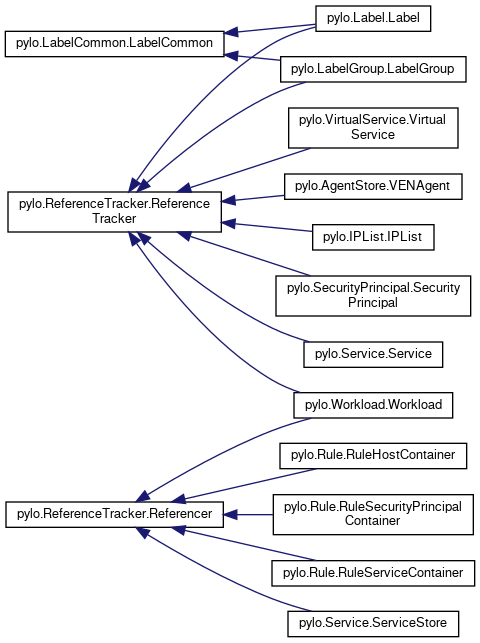 pylo.Label.Label
pylo.LabelCommon.LabelCommon
pylo.LabelGroup.LabelGroup
pylo.VirtualService.Virtual
Service
pylo.AgentStore.VENAgent
pylo.ReferenceTracker.Reference
Tracker
pylo.IPList.IPList
pylo.SecurityPrincipal.Security
Principal
pylo.Service.Service
pylo.Workload.Workload
pylo.Rule.RuleHostContainer
pylo.ReferenceTracker.Referencer
pylo.Rule.RuleSecurityPrincipal
Container
pylo.Rule.RuleServiceContainer
pylo.Service.ServiceStore